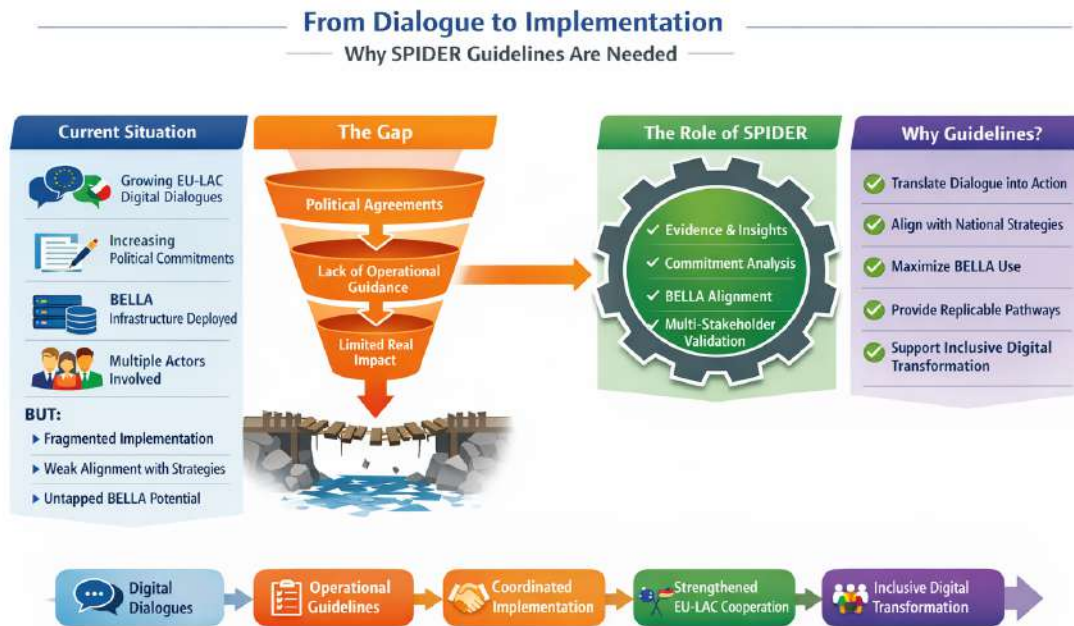 From Dialogue to Implementation
Why SPIDER Guidelines Are Needed
Current Situation
Growing EU-LAC
Digital Dialogues
Increasing
Political Commitments
BELLA
Infrastructure Deployed
Multiple Actors
Involved
BUT:
Fragmented Implementation
Weak Alignment with Strategies
Untapped BELLA Potential
The Gap
Political Agreements
Lack of Operational
Guidance
Limited Real
Impact
The Role of SPIDER
Evidence & Insights
Commitment Analysis
BELLA Alignment
Multi-Stakeholder
Validation
Why Guidelines?
Translate Dialogue into Action
Align with National Strategies
Maximize BELLA Use
Provide Replicable Pathways
Support Inclusive Digital
Transformation
Digital
Dialogues
Operational
Guidelines
Coordinated
Implementation
Strengthened
EU-LAC Cooperation
Inclusive Digital
Transformation